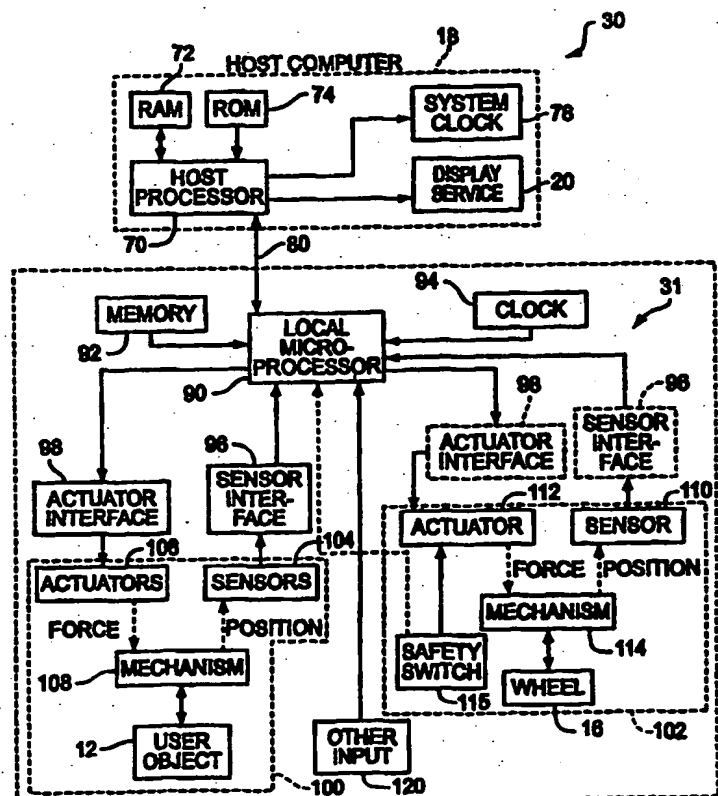 30
HOST COMPUTER
18
72
RAM
ROM
74
SYSTEM
CLOCK
78
HOST
PROCESSOR
70
DISPLAY
SERVICE
20
80
94
31
MEMORY
92
LOCAL
MICRO-
PROCESSOR
90
CLOCK
98
ACTUATOR
INTERFACE
96
SENSOR
INTER-
FACE
98
ACTUATOR
INTERFACE
96
SENSOR
INTER-
FACE
106
ACTUATORS
104
SENSORS
112
ACTUATOR
110
SENSOR
FORCE
POSITION
FORCE
POSITION
108
MECHANISM
MECHANISM
114
SAFETY
SWITCH
115
WHEEL
16
12
USER
OBJECT
100
OTHER
INPUT
120
102